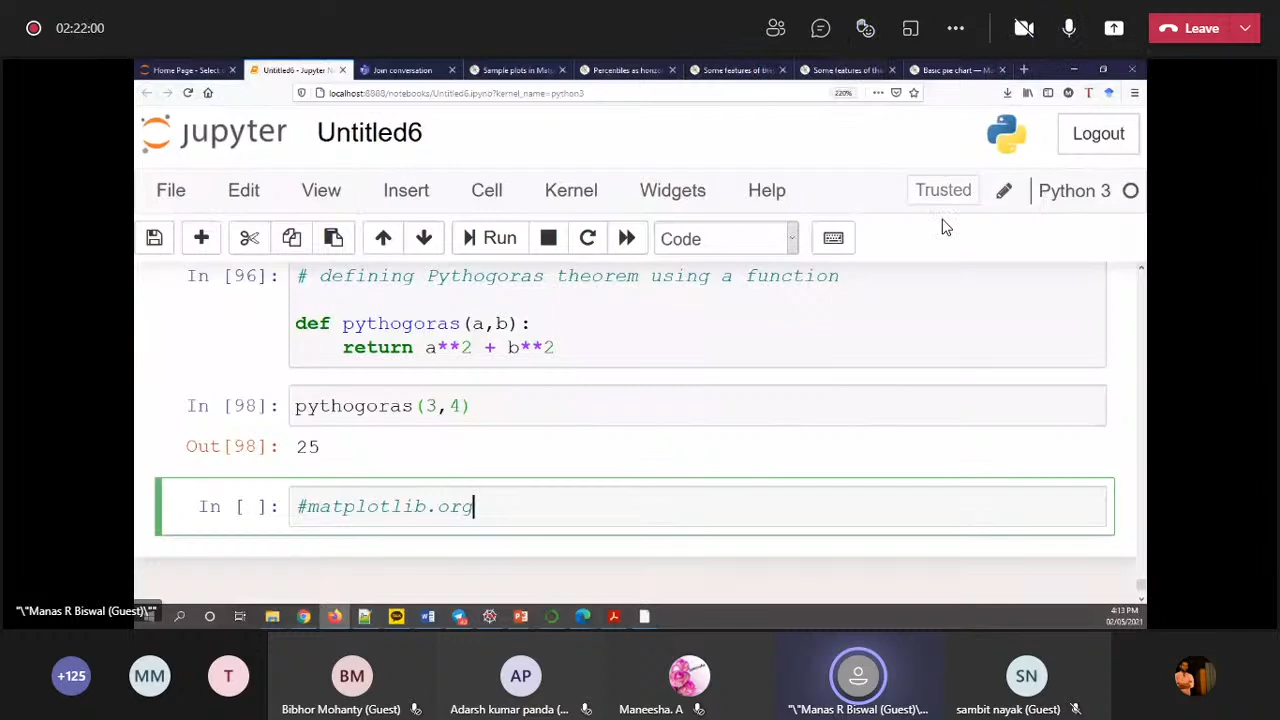 02:22:00
Leave
Home Page - Select
Untitled6 - Jupyter N
Join conversation
Sample plots in Mat
Percentiles as horizo
Some features of the
Some features of the
Basic pie chart — Ma
localhost:8888/notebooks/Untitled6.ipynb?kernel_name=python3
220%
jupyter
Untitled6
Logout
File
Edit
View
Insert
Cell
Kernel
Widgets
Help
Trusted
Python 3
Run
Code
In [96]:
# defining Pythogoras theorem using a function
def pythogoras(a,b):
return a**2 + b**2
In [98]:
pythogoras(3,4)
Out[98]:
25
In [ ]:
#matplotlib.org
"\"Manas R Biswal (Guest)\""
4:13 PM
02/05/2021
+125
MM
T
BM
Bibhor Mohanty (Guest)
AP
Adarsh kumar panda (...
Maneesha. A
"\"Manas R Biswal (Guest)\...
SN
sambit nayak (Guest)